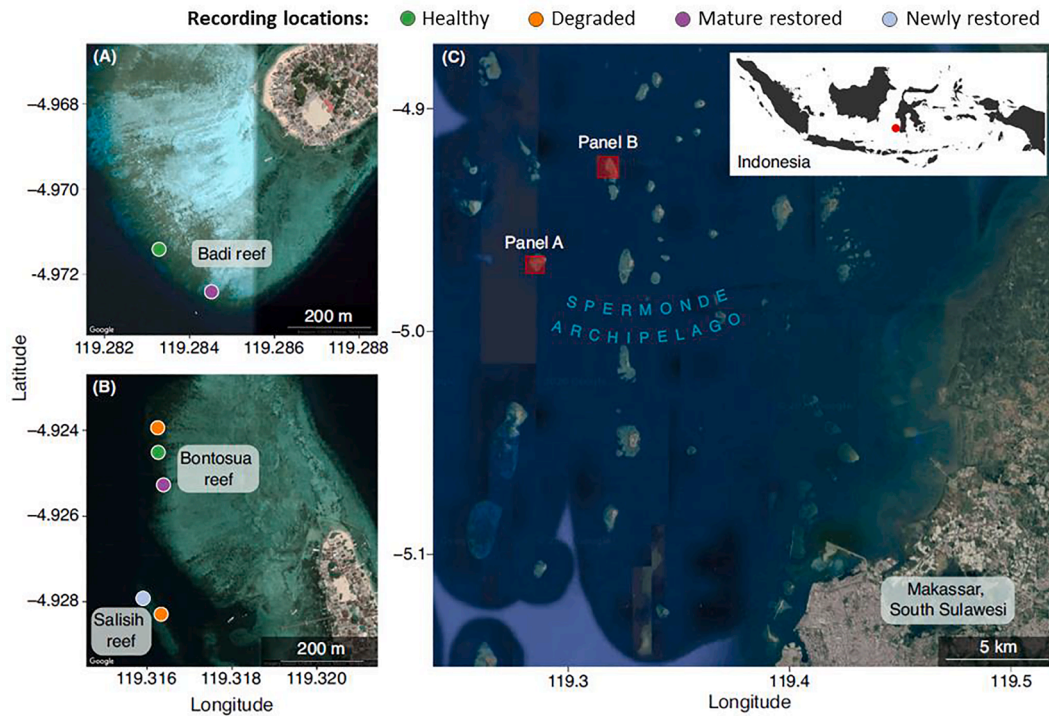 Recording locations: Healthy Degraded Mature restored Newly restored
(A)
−4.968
−4.970
−4.972
Badi reef
200 m
Google
119.282 119.284 119.286 119.288
Latitude
(B)
−4.924
−4.926
−4.928
Bontosua
reef
Salisih
reef
200 m
Google
119.316 119.318 119.320
Longitude
(C)
−4.9
−5.0
−5.1
Indonesia
Panel B
Panel A
SPERMONDE
ARCHIPELAGO
Makassar,
South Sulawesi
5 km
119.3 119.4 119.5
Longitude